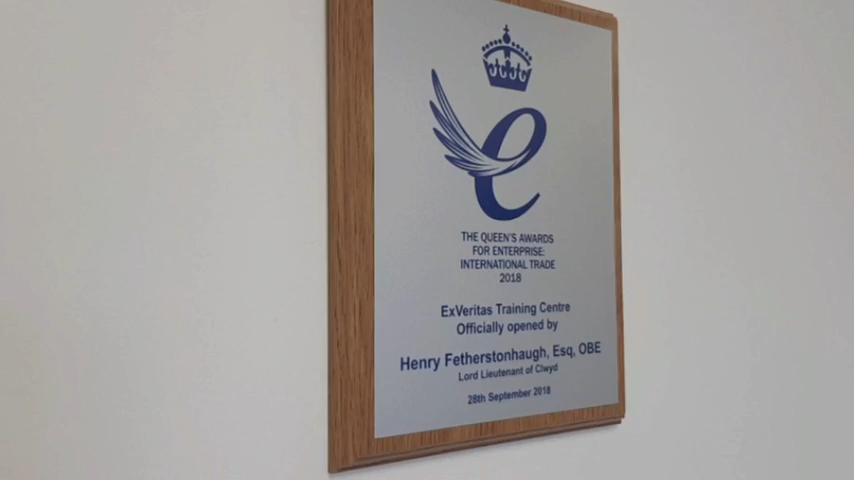 THE QUEEN'S AWARDS
FOR ENTERPRISE:
INTERNATIONAL TRADE
2018
ExVeritas Training Centre
Officially opened by
Henry Fetherstonhaugh, Esq, OBE
Lord Lieutenant of Clwyd
28th September 2018